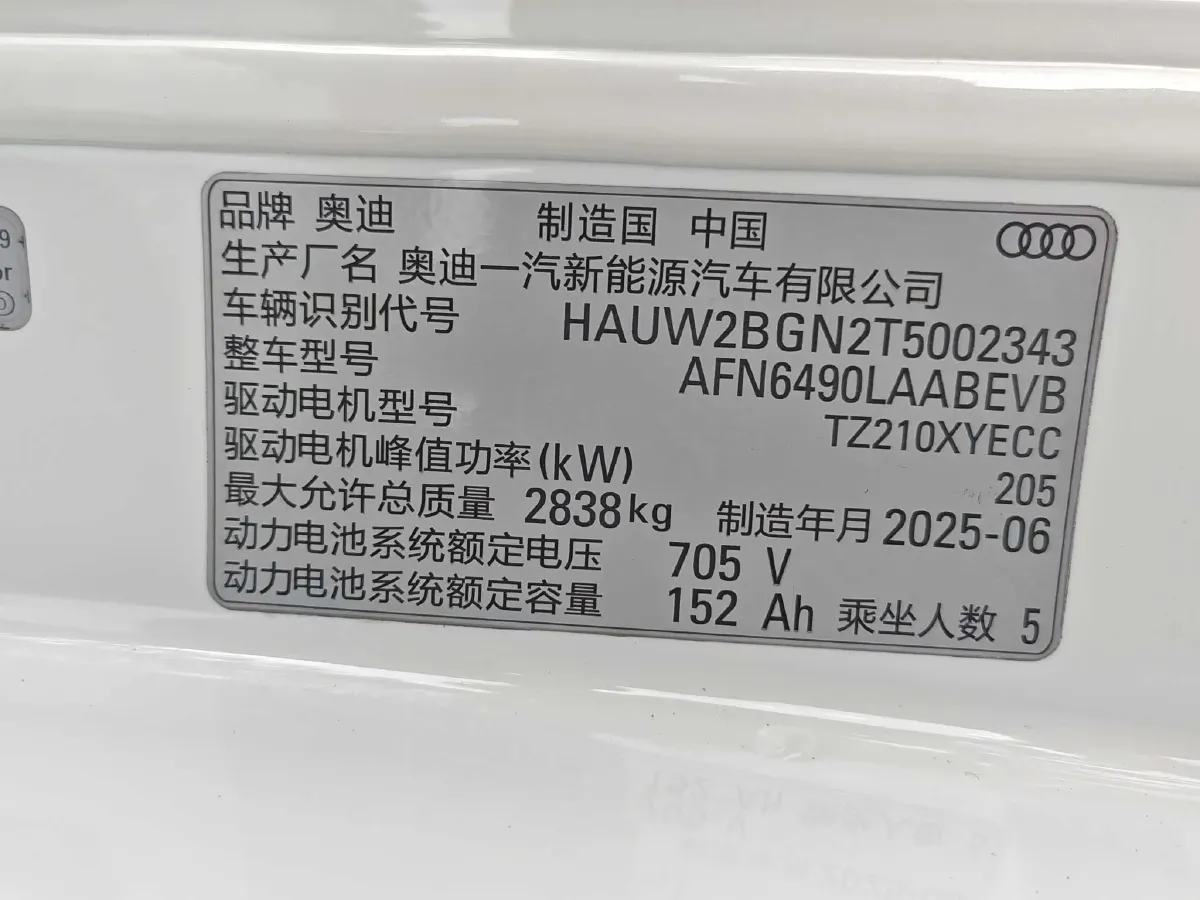 品牌 奥迪 制造国 中国
生产厂名 奥迪一汽新能源汽车有限公司
车辆识别代号 HAUW2BGN2T5002343
整车型号 AFN6490LAABEVB
驱动电机型号 TZ210XYECC
驱动电机峰值功率(kW) 205
最大允许总质量 2838kg 制造年月 2025-06
动力电池系统额定电压 705 V
动力电池系统额定容量 152 Ah 乘坐人数 5
9
or